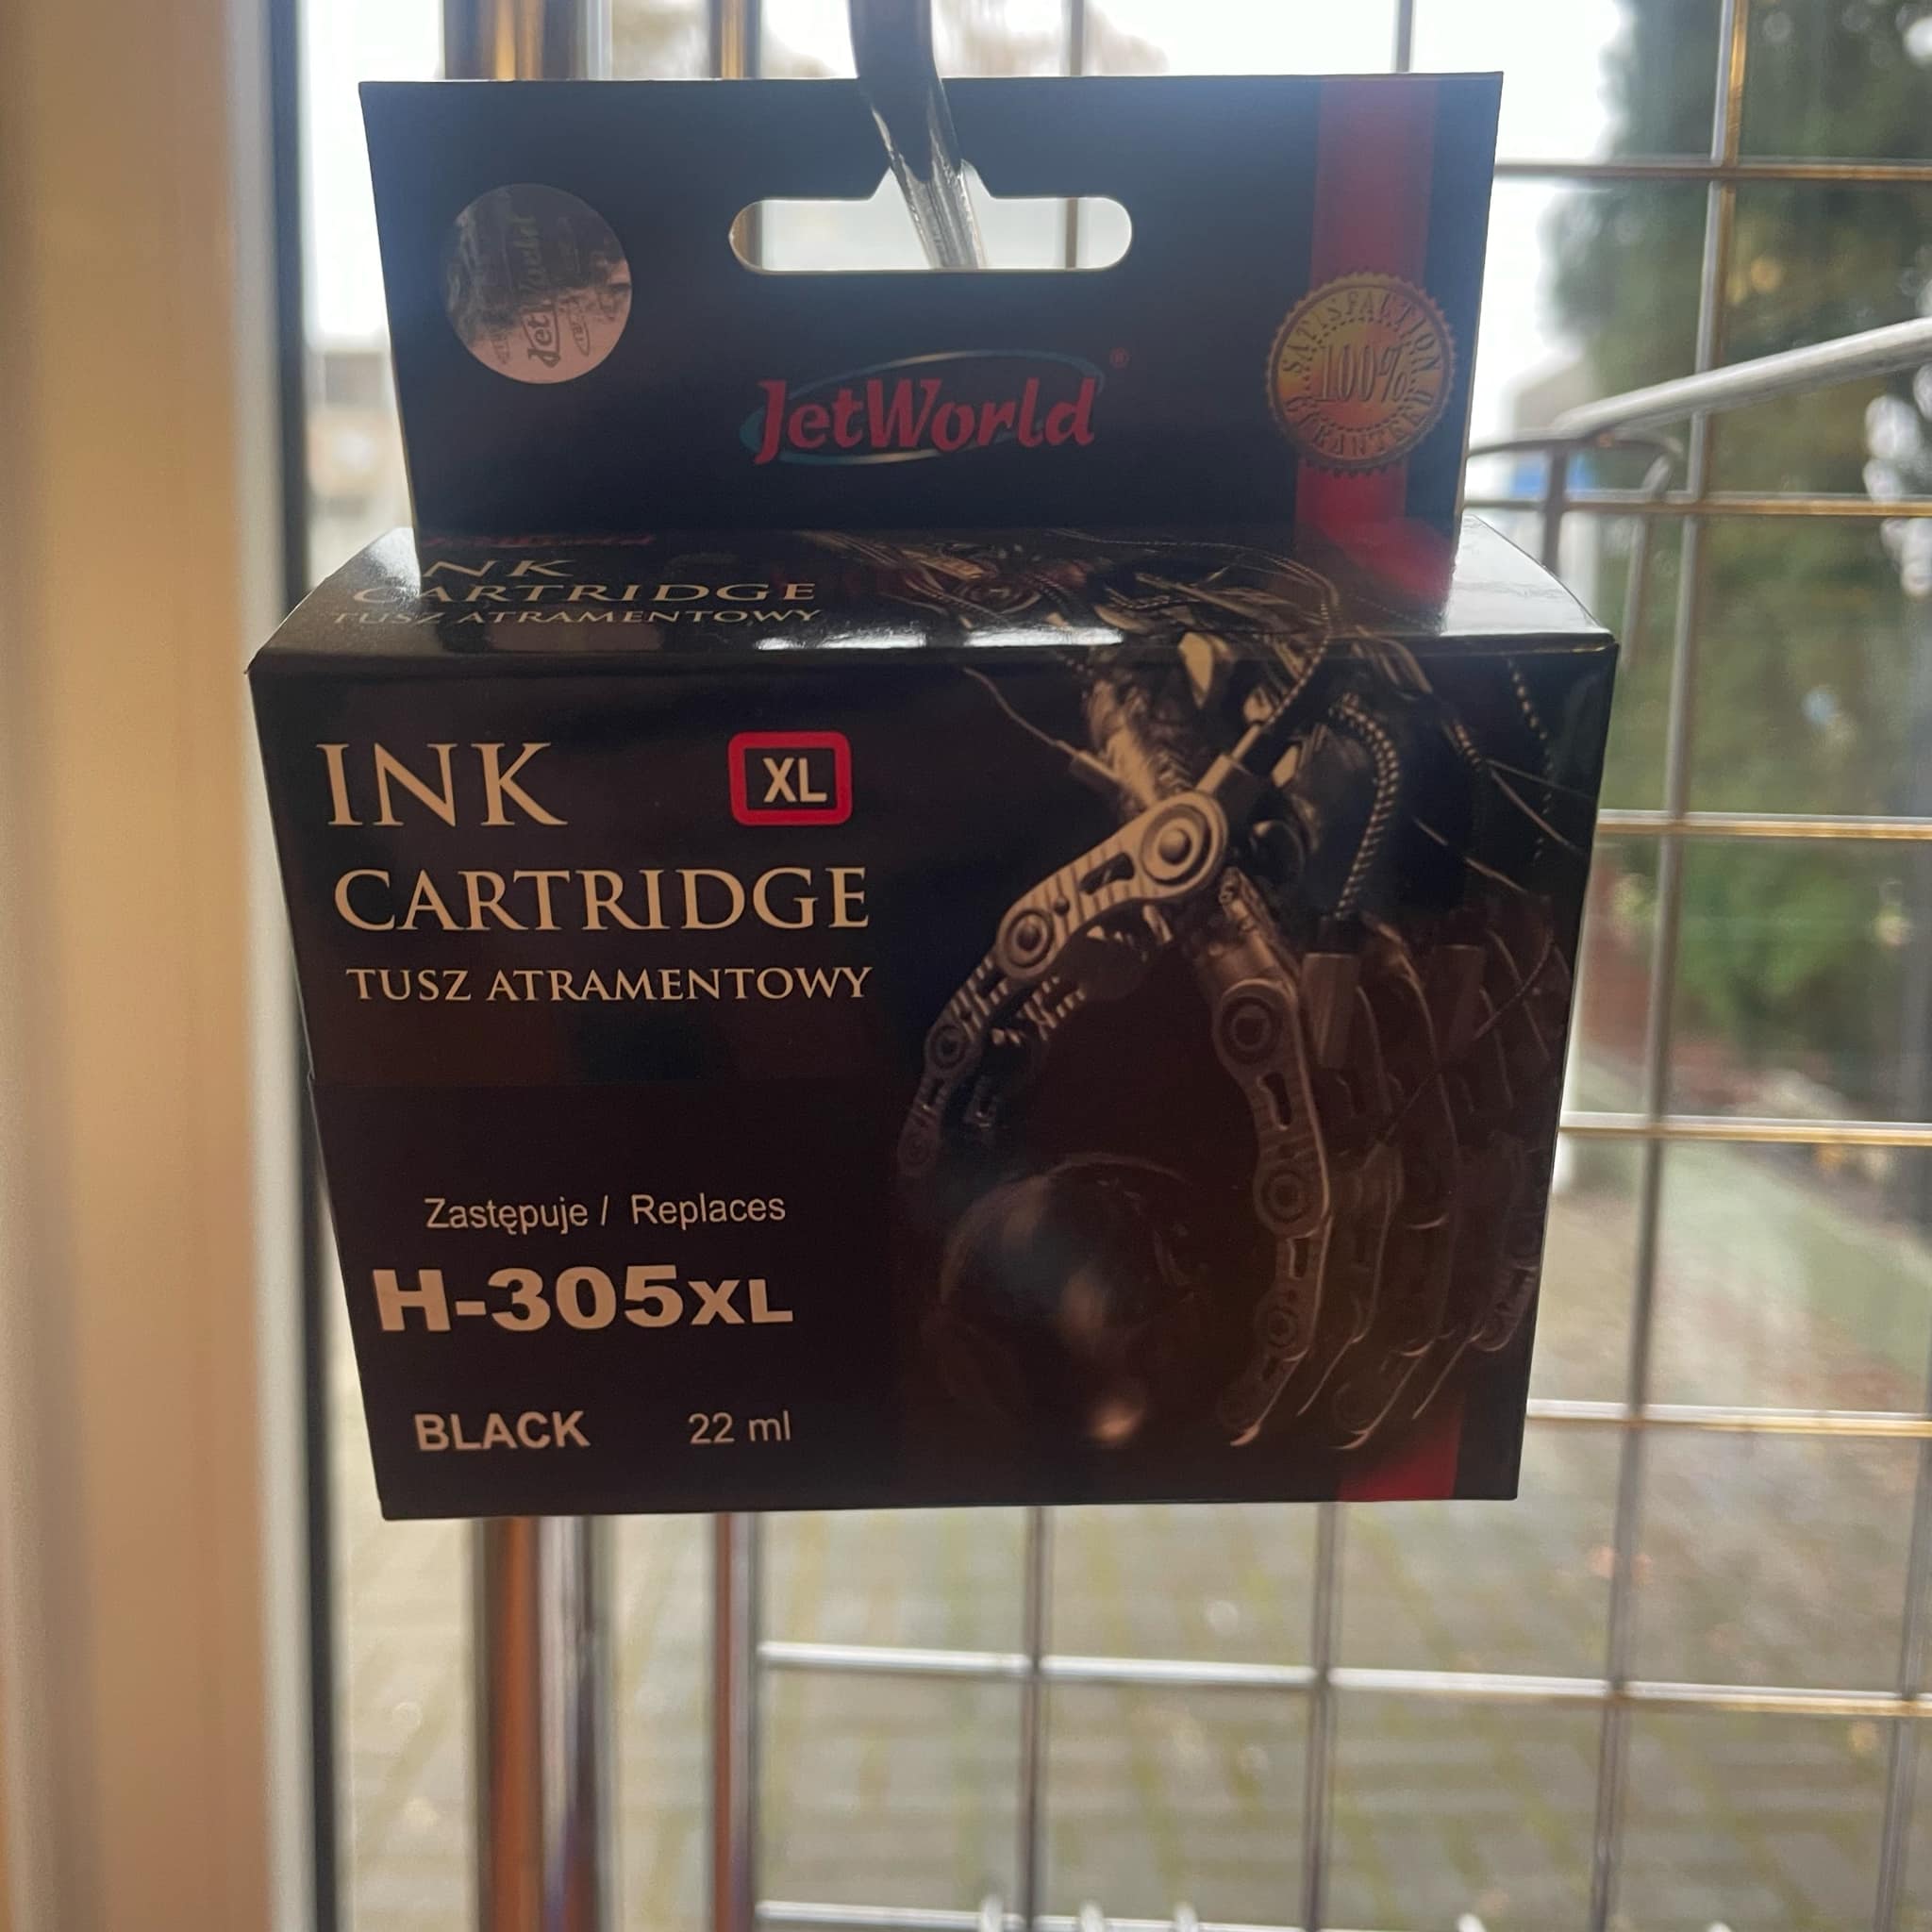 JetWorld
JetWorld®
SATISFACTION
100%
INK
CARTRIDGE
TUSZ ATRAMENTOWY
INK XL
CARTRIDGE
TUSZ ATRAMENTOWY
Zastępuje / Replaces
H-305XL
BLACK 22 ml